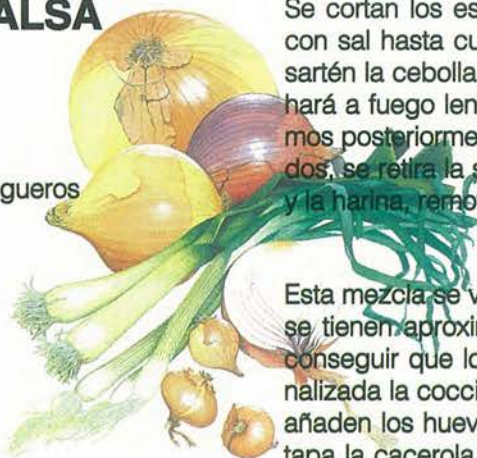 ALSA
gueros
Se cortan los es
con sal hasta cu
sartén la cebolla
hará a fuego len
mos posteriorme
dos, se retira la s
y la harina, remo
Esta mezcla se v
se tienen aproxi
conseguir que lo
nalizada la cocci
añaden los huev
tapa la cacerola